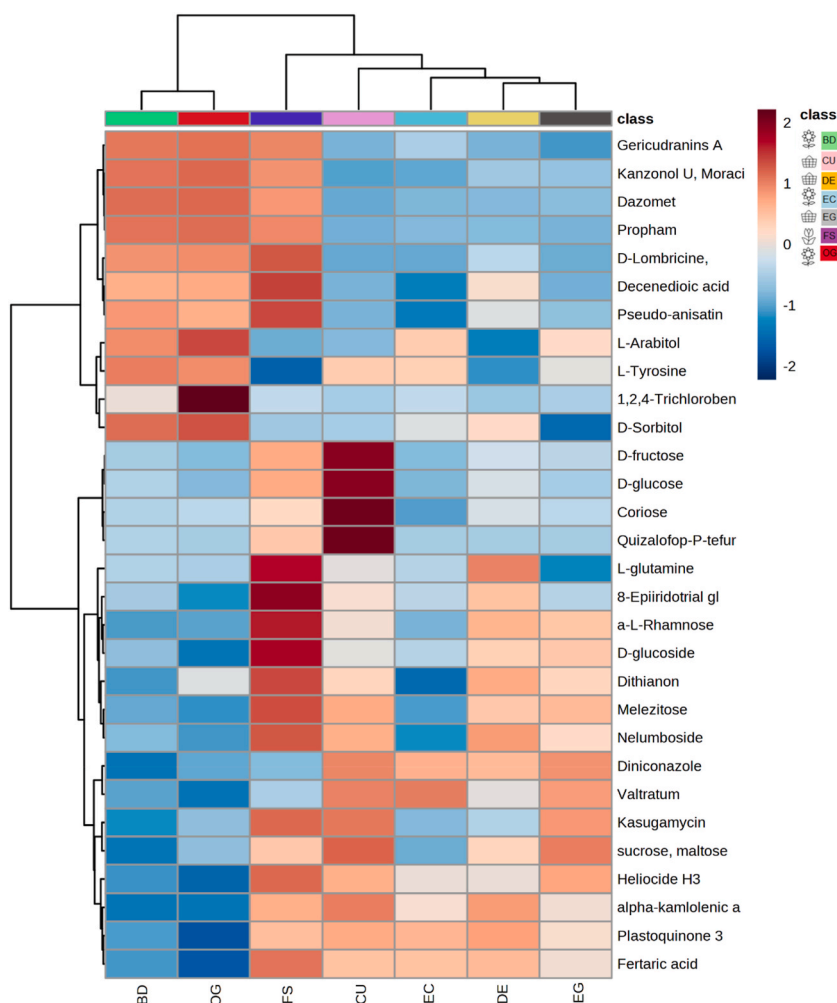 class
Gericudranins A
Kanzonol U, Moraci
Dazomet
Propham
D-Lombricine,
Decenedioic acid
Pseudo-anisatin
L-Arabitol
L-Tyrosine
1,2,4-Trichloroben
D-Sorbitol
D-fructose
D-glucose
Coriose
Quizalofop-P-tefur
L-glutamine
8-Epiiridotrial gl
a-L-Rhamnose
D-glucoside
Dithianon
Melezitose
Nelumboside
Diniconazole
Valtratum
Kasugamycin
sucrose, maltose
Heliocide H3
alpha-kamlolenic a
Plastoquinone 3
Fertaric acid
BD OG FS CU EC DE EG
2
1
0
-1
-2
class
BD
CU
DE
EC
EG
FS
OG